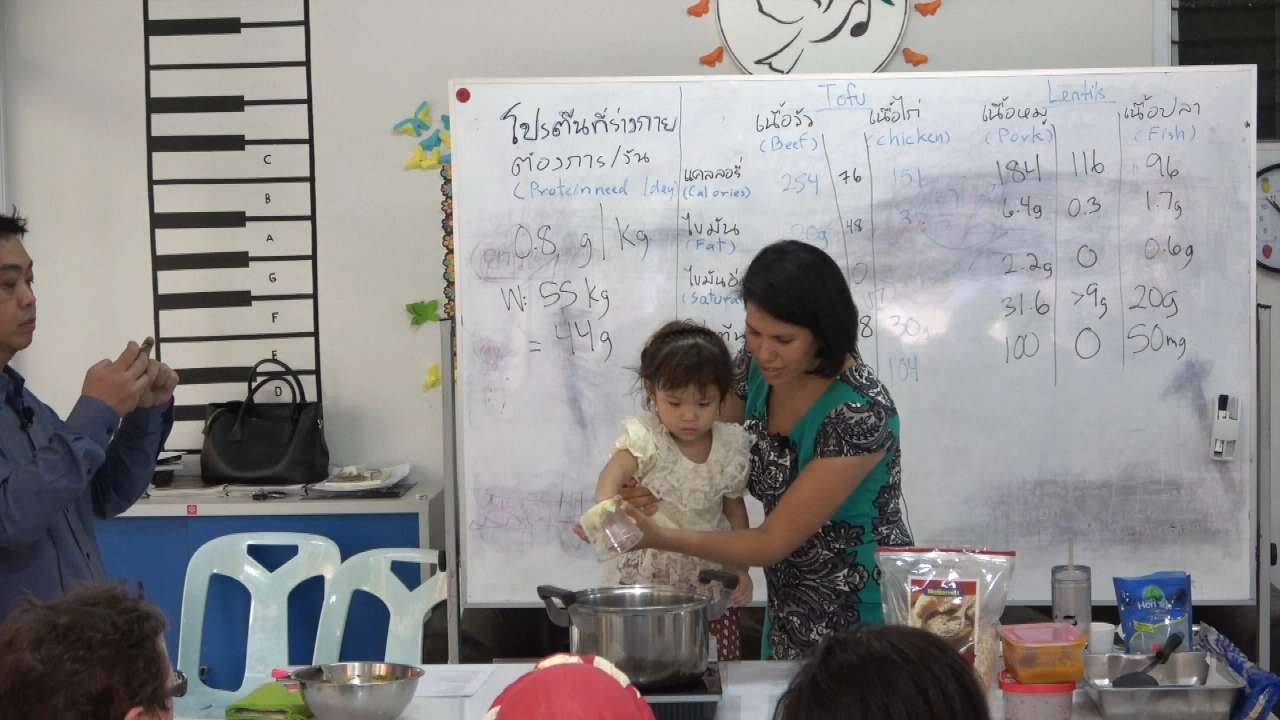 Tofu
Lentils
โปรตีนที่ร่างกาย
ต้องการ/วัน
(Protein need /day)
0.8 g/kg
W: 55 kg
= 44g
เนื้อวัว
เนื้อไก่
เนื้อหมู
เนื้อปลา
(Beef)
(chicken)
(Pork)
(Fish)
แคลลอรี่
(Calories)
254
76
151
184
116
96
ไขมัน
(Fat)
20g
48
6.4g
0.3
1.7g
0
2.2g
0
0.6g
30g
31.6
>9g
20g
104
100
0
50mg
C
B
A
G
F
E
D